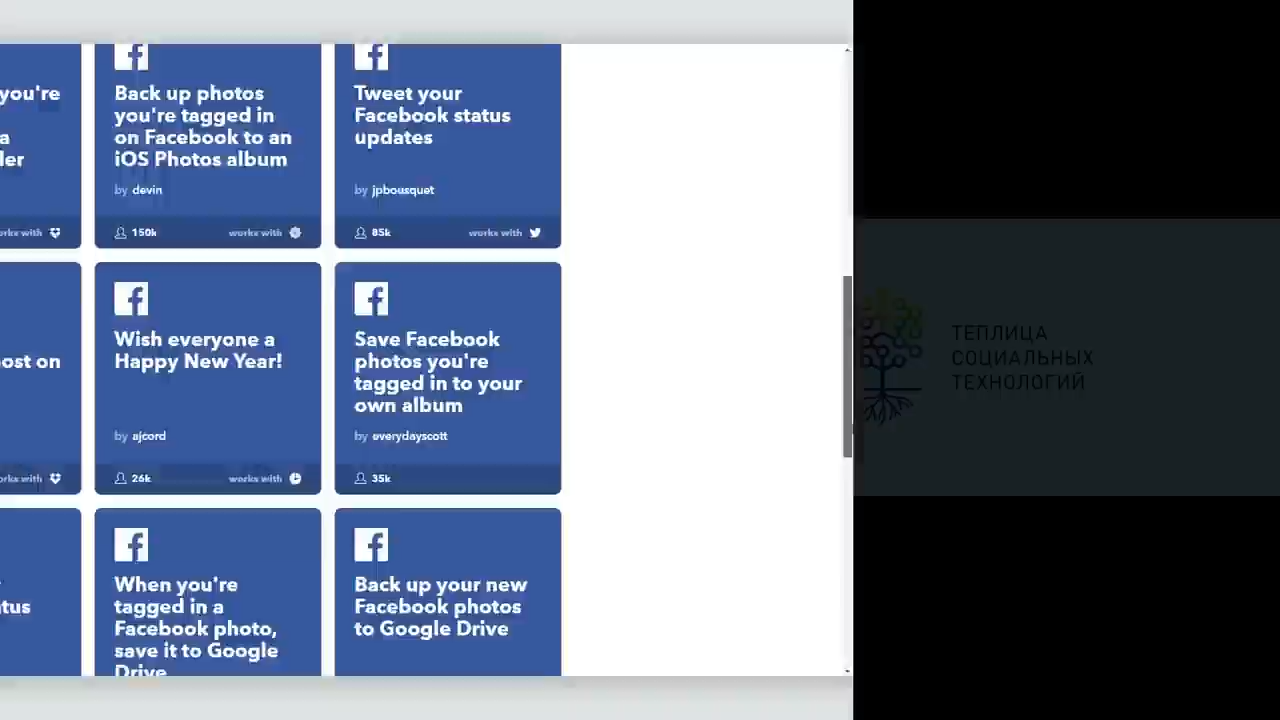 you're
a
ler
orks with
Back up photos
you're tagged in
on Facebook to an
iOS Photos album
by devin
150k works with
Tweet your
Facebook status
updates
by jpbousquet
85k works with
ost on
orks with
Wish everyone a
Happy New Year!
by ajcord
26k works with
Save Facebook
photos you're
tagged in to your
own album
by everydayscott
35k
tus
When you're
tagged in a
Facebook photo,
save it to Google
Drive
Back up your new
Facebook photos
to Google Drive
ТЕПЛИЦА
СОЦИАЛЬНЫХ
ТЕХНОЛОГИЙ